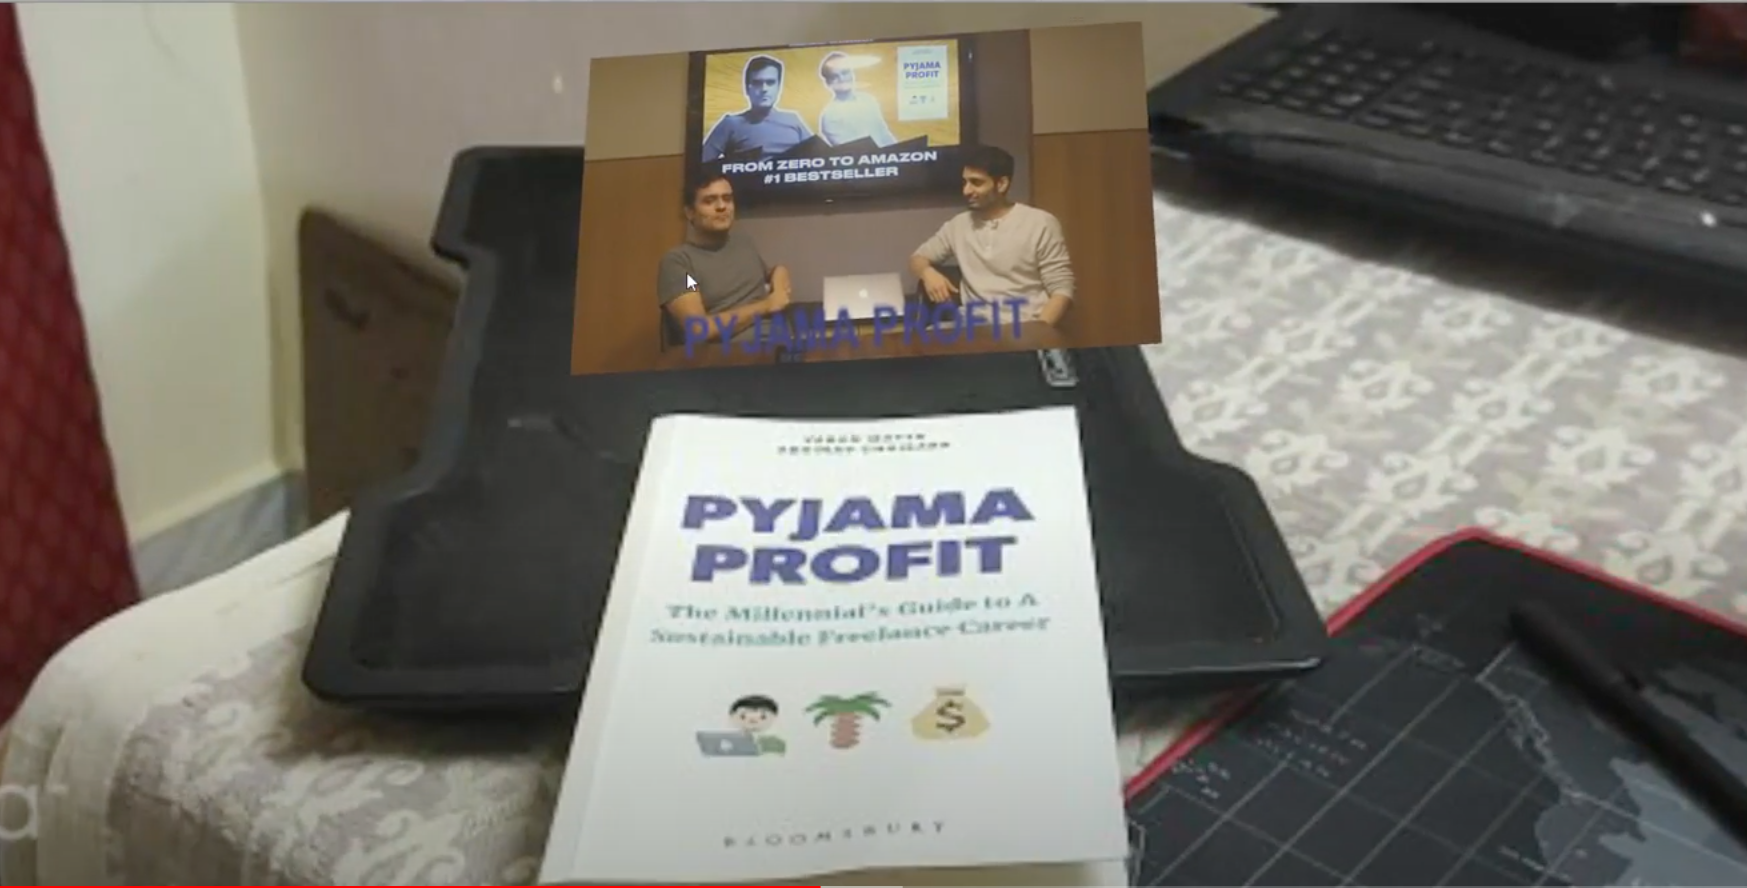 PYJAMA
PROFIT
FROM ZERO TO AMAZON
#1 BESTSELLER
PYJAMA PROFIT
PYJAMA
PROFIT
The Millennial's Guide to A
Sustainable Freelance Career
$
BLOOMSBURY